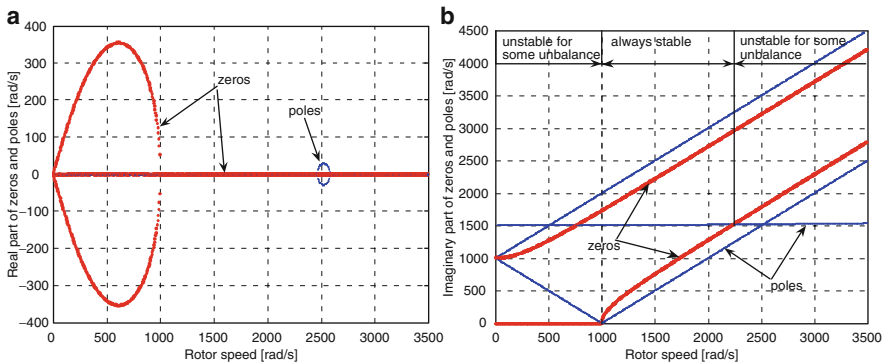 a
Real part of zeros and poles [rad/s]
400
300
200
100
0
−100
−200
−300
−400
zeros
poles
0
500
1000
1500
2000
2500
3000
3500
Rotor speed [rad/s]
b
Imaginary part of zeros and poles [rad/s]
4500
4000
3500
3000
2500
2000
1500
1000
500
0
unstable for
some unbalance
always stable
unstable for some
unbalance
zeros
poles
0
500
1000
1500
2000
2500
3000
3500
Rotor speed [rad/s]